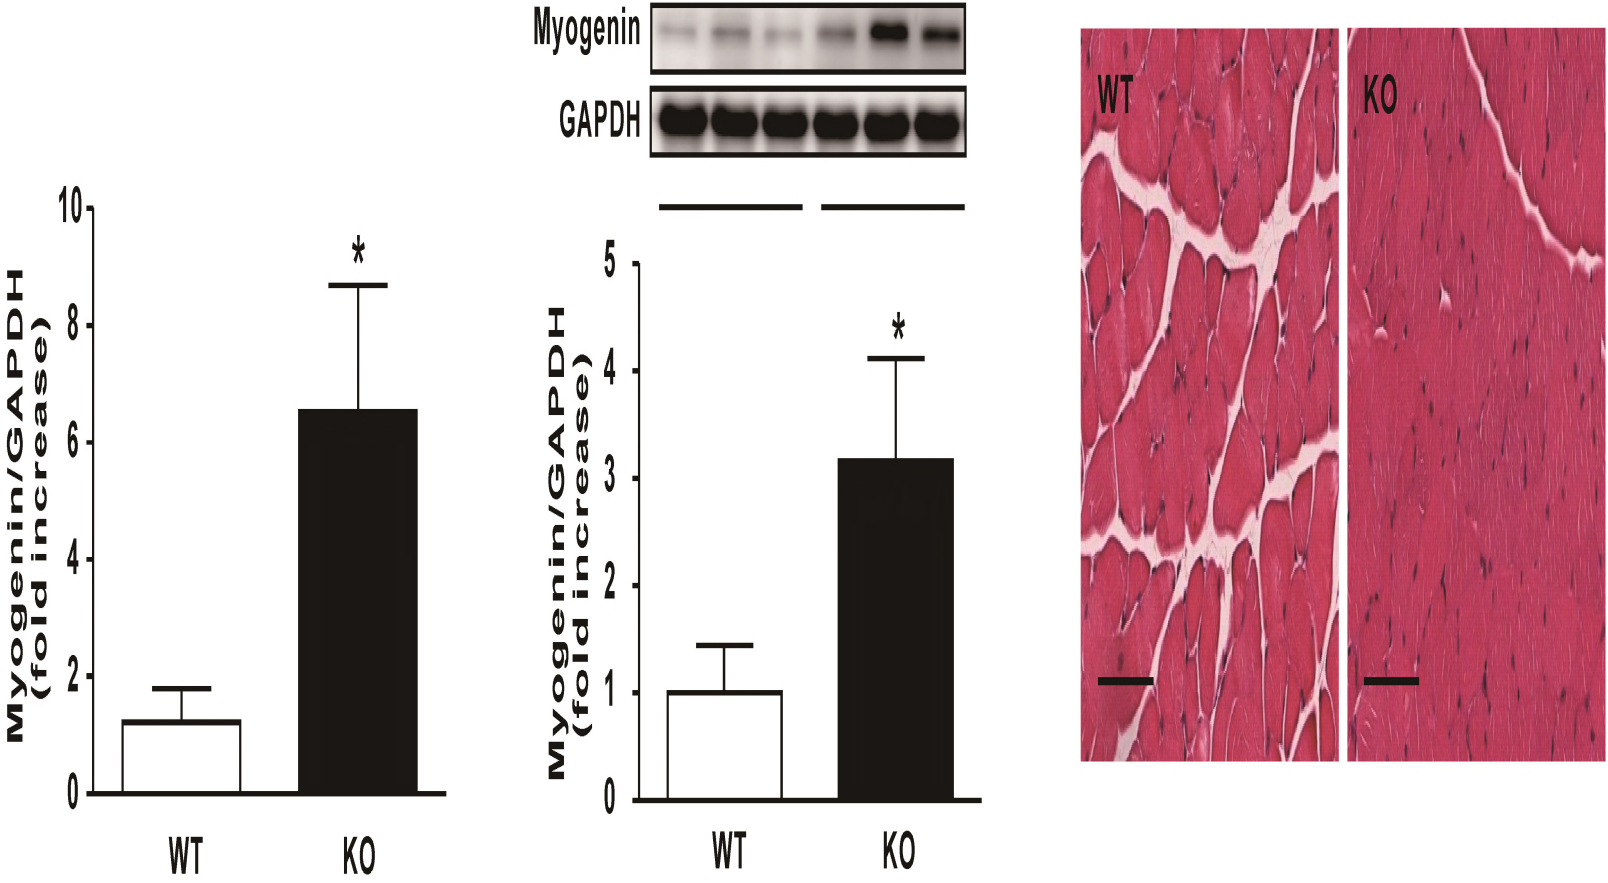 Myogenin/GAPDH
(fold increase)
10
8
6
4
2
0
*
WT
KO
Myogenin
GAPDH
Myogenin/GAPDH
(fold increase)
5
4
3
2
1
0
*
WT
KO
WT
KO